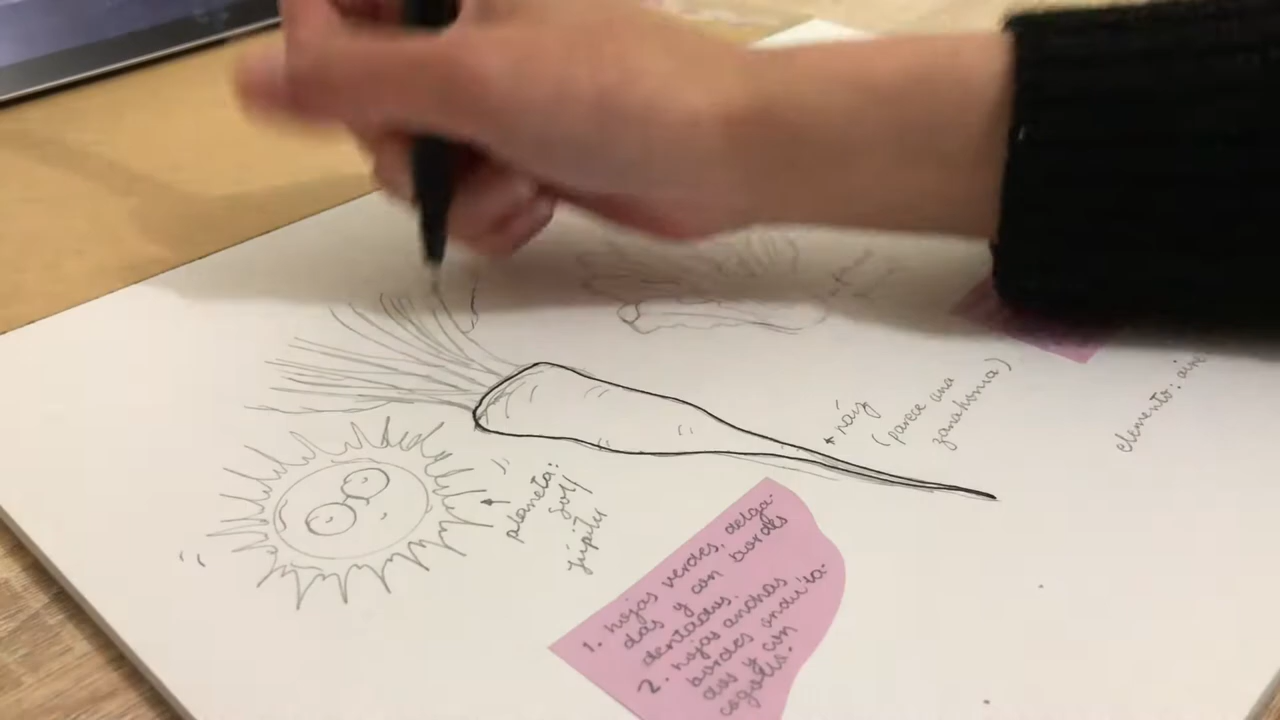 raíz
(parece una
zanahoria)
elemento: aire
planeta:
sol/
júpiter
1. hojas verdes, delga-
das y con bordes
dentados.
2. hojas anchas
bordes ondula-
dos y con
cogollo.